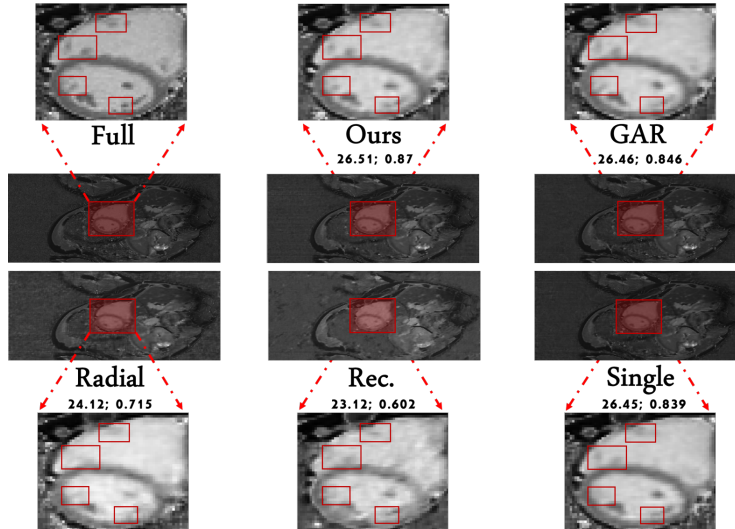 Full
Ours
GAR
26.51; 0.87
26.46; 0.846
Radial
Rec.
Single
24.12; 0.715
23.12; 0.602
26.45; 0.839